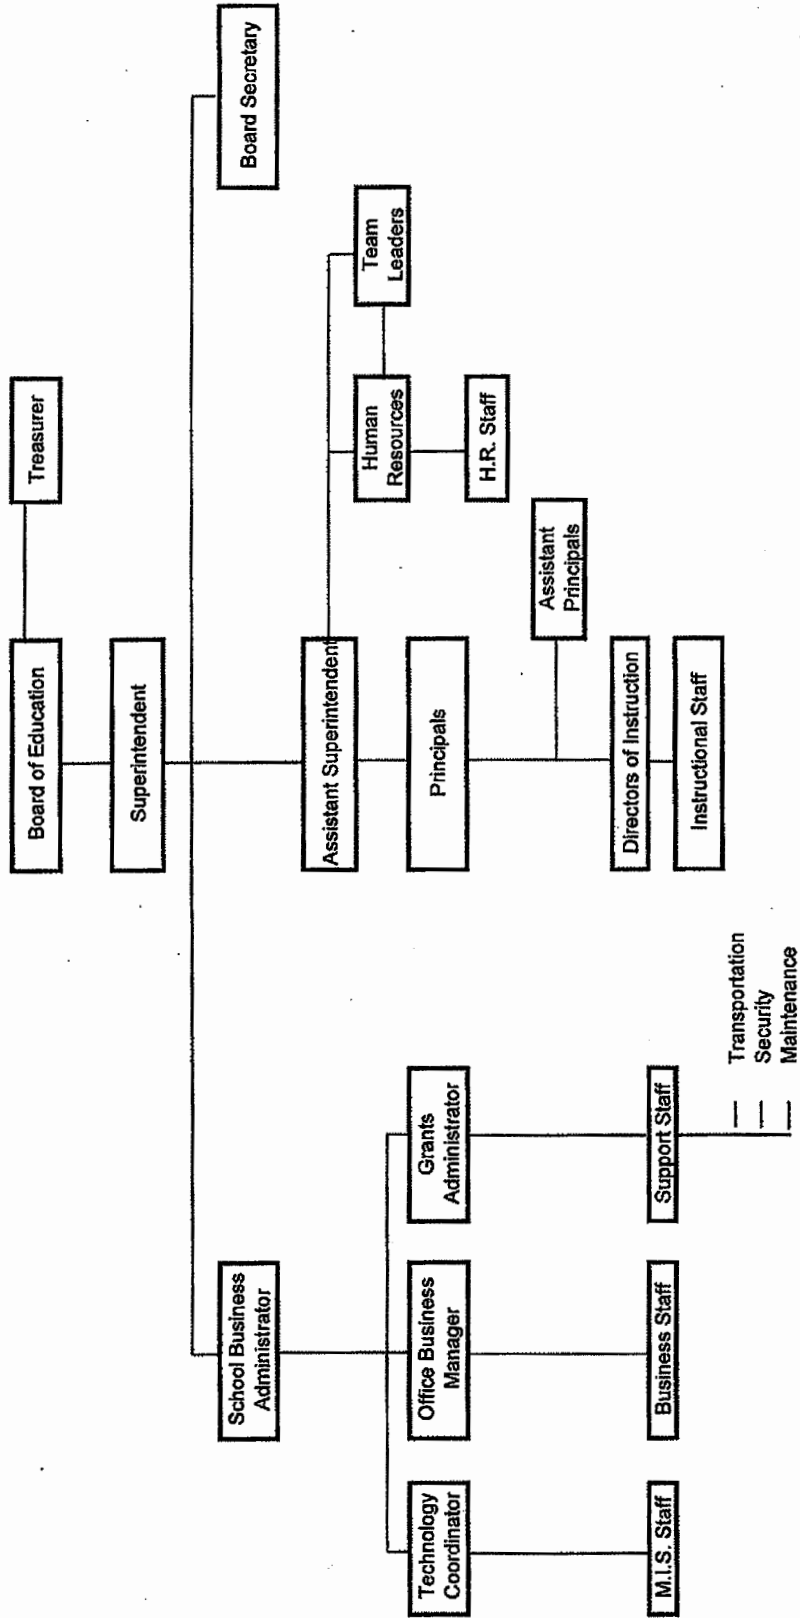 Board of Education
Treasurer
Superintendent
School Business
Administrator
Board Secretary
Assistant Superintendent
Human
Resources
Team
Leaders
Technology
Coordinator
Office Business
Manager
Grants
Administrator
Principals
H.R. Staff
Assistant
Principals
Directors of Instruction
M.I.S. Staff
Business Staff
Support Staff
Instructional Staff
Transportation
Security
Maintenance